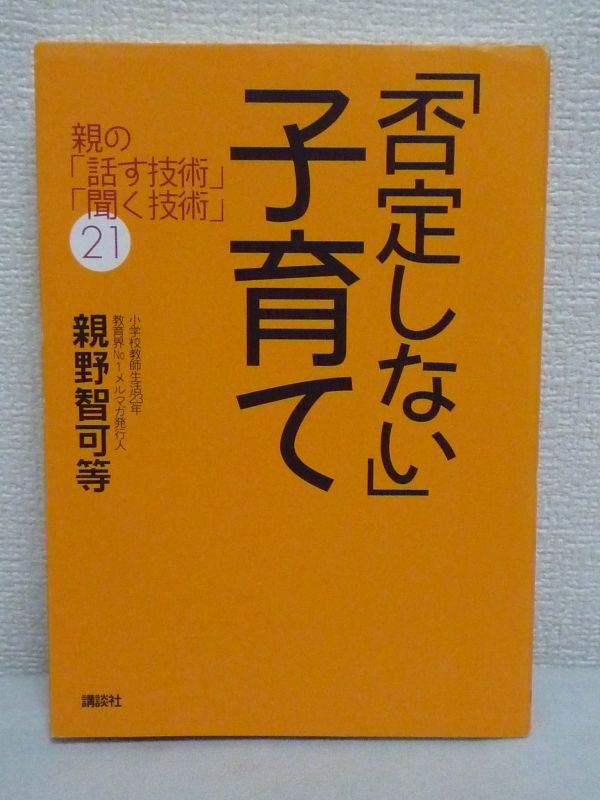 「否定しない」
子育て
親の
「話す技術」
「聞く技術」
21
小学校教師生活23年
教育界No1メルマガ発行人
親野智可等
講談社